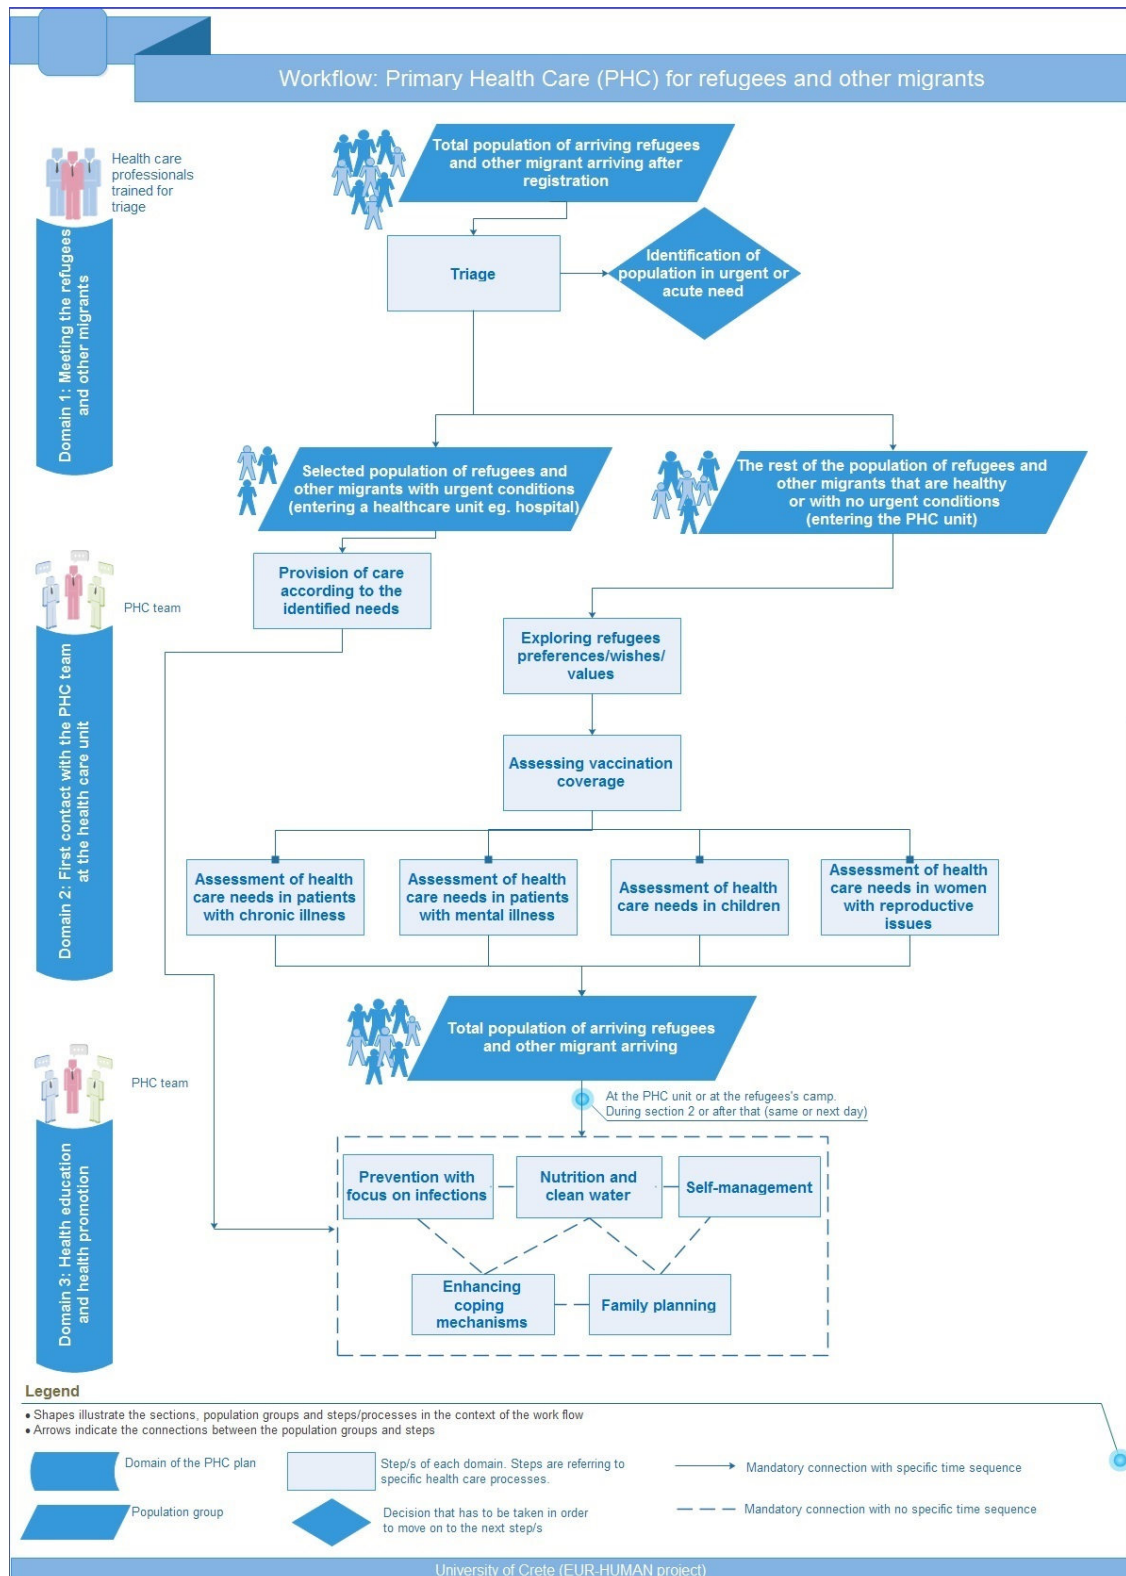 Workflow: Primary Health Care (PHC) for refugees and other migrants
Health care
professionals
trained for
triage
Domain 1: Meeting the refugees
and other migrants
Total population of arriving refugees
and other migrant arriving after
registration
Triage
Identification of
population in urgent or
acute need
Selected population of refugees and
other migrants with urgent conditions
(entering a healthcare unit eg. hospital)
The rest of the population of refugees and
other migrants that are healthy
or with no urgent conditions
(entering the PHC unit)
PHC team
Domain 2: First contact with the PHC team
at the health care unit
Provision of care
according to the
identified needs
Exploring refugees
preferences/wishes/
values
Assessing vaccination
coverage
Assessment of health
care needs in patients
with chronic illness
Assessment of health
care needs in patients
with mental illness
Assessment of health
care needs in children
Assessment of health
care needs in women
with reproductive
issues
Total population of arriving refugees
and other migrant arriving
PHC team
Domain 3: Health education
and health promotion
At the PHC unit or at the refugees's camp.
During section 2 or after that (same or next day)
Prevention with
focus on infections
Nutrition and
clean water
Self-management
Enhancing
coping
mechanisms
Family planning
Legend
• Shapes illustrate the sections, population groups and steps/processes in the context of the work flow
• Arrows indicate the connections between the population groups and steps
Domain of the PHC plan
Step/s of each domain. Steps are referring to
specific health care processes.
Mandatory connection with specific time sequence
Population group
Decision that has to be taken in order
to move on to the next step/s
Mandatory connection with no specific time sequence
University of Crete (EUR-HUMAN project)